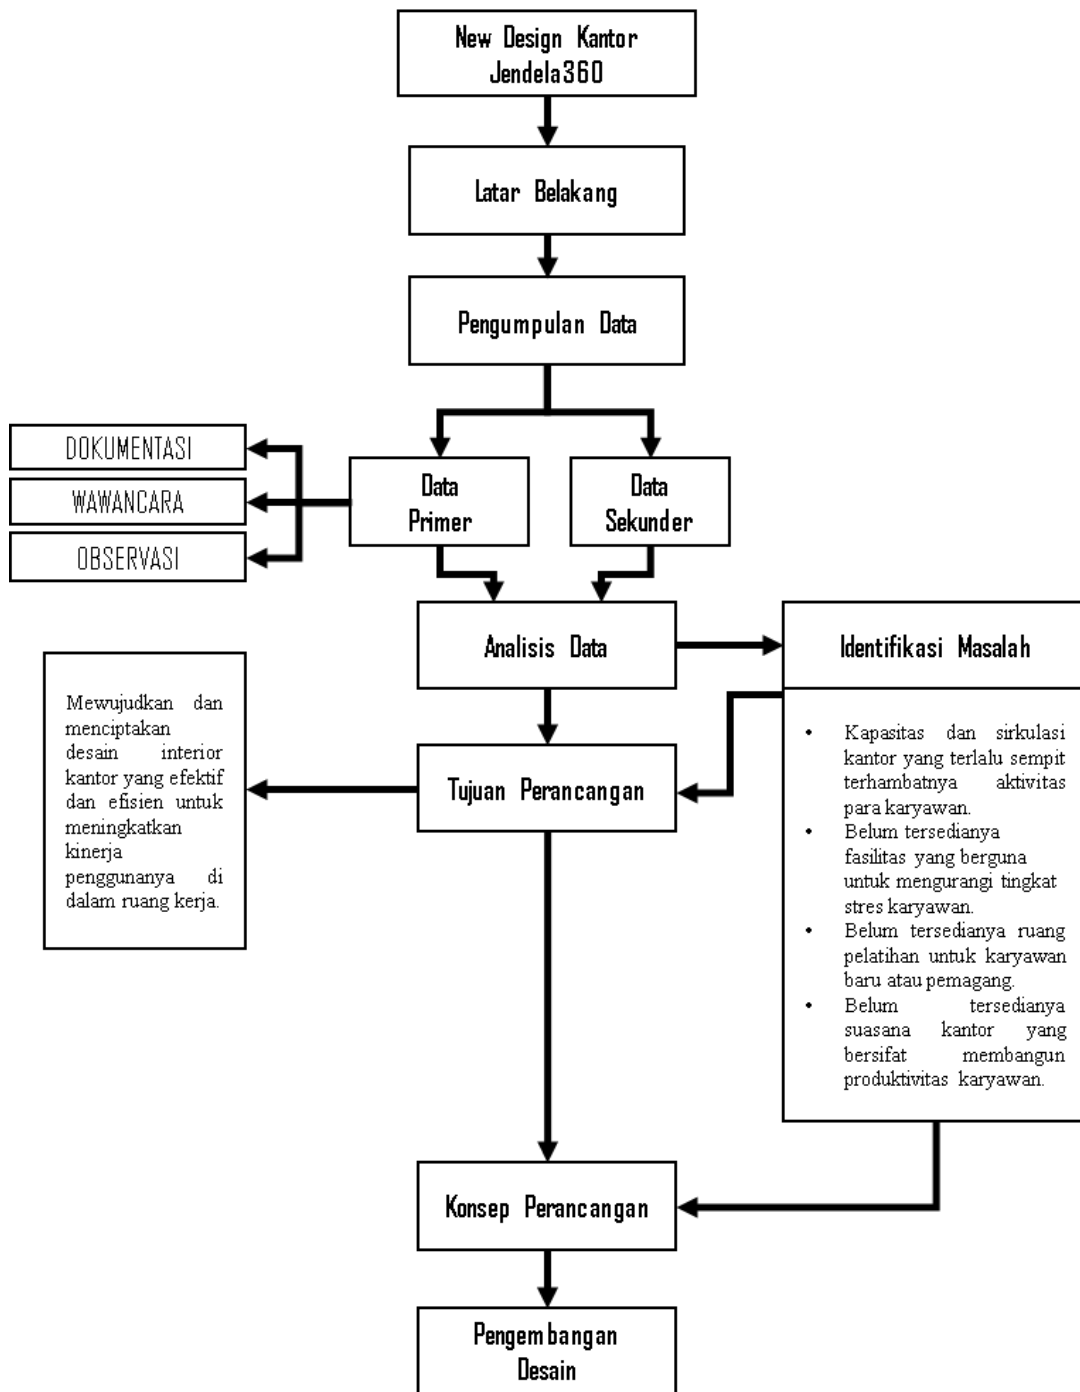 New Design Kantor
Jendela360
Latar Belakang
Pengumpulan Data
DOKUMENTASI
WAWANCARA
OBSERVASI
Data
Primer
Data
Sekunder
Analisis Data
Identifikasi Masalah
Mewujudkan dan
menciptakan
desain interior
kantor yang efektif
dan efisien untuk
meningkatkan
kinerja
penggunanya di
dalam ruang kerja.
Tujuan Perancangan
• Kapasitas dan sirkulasi
kantor yang terlalu sempit
terhambatnya aktivitas
para karyawan.
• Belum tersedianya
fasilitas yang berguna
untuk mengurangi tingkat
stres karyawan.
• Belum tersedianya ruang
pelatihan untuk karyawan
baru atau pemagang.
• Belum tersedianya
suasana kantor yang
bersifat membangun
produktivitas karyawan.
Konsep Perancangan
Pengembangan
Desain